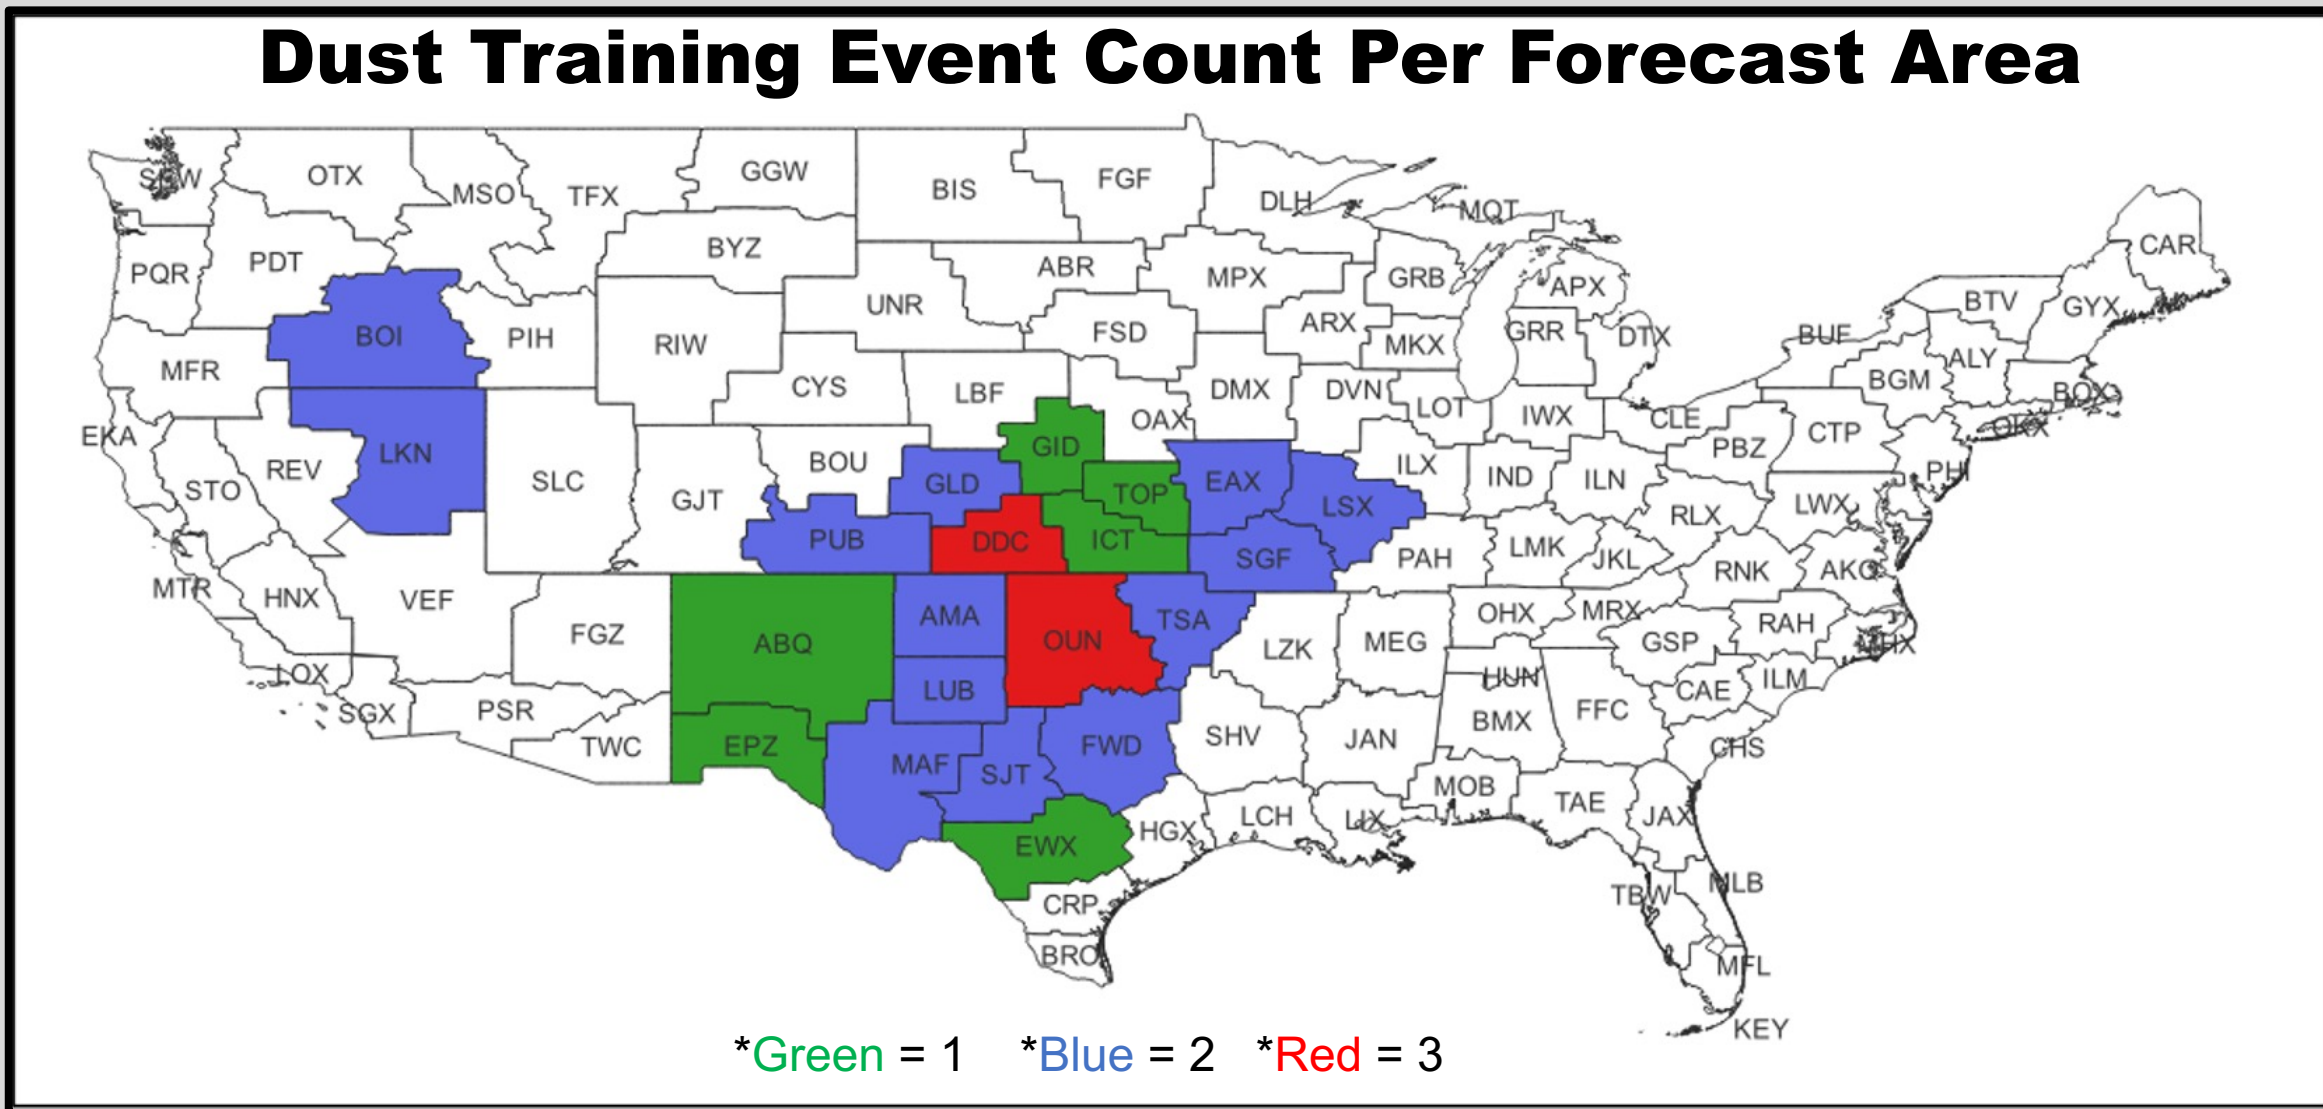 Dust Training Event Count Per Forecast Area
SEW
OTX
MSO
TFX
GGW
BIS
FGF
DLH
MQT
CAR
PQR
PDT
BYZ
ABR
MPX
GRB
APX
BTV
GYX
BOI
PIH
RIW
UNR
FSD
ARX
MKX
GRR
DTX
BUF
ALY
MFR
CYS
LBF
OAX
DMX
DVN
LOT
IWX
CLE
BGM
BOX
EKA
STO
REV
LKN
SLC
GJT
BOU
GLD
GID
TOP
EAX
LSX
ILX
IND
ILN
PBZ
CTP
OKX
PHI
PUB
DDC
ICT
SGF
PAH
LMK
JKL
RLX
LWX
MTR
HNX
VEF
FGZ
ABQ
AMA
OUN
TSA
LZK
MEG
OHX
MRX
RNK
AKQ
RAH
MHX
LOX
SGX
PSR
TWC
EPZ
LUB
MAF
SJT
FWD
SHV
JAN
HUN
BMX
FFC
GSP
CAE
ILM
CHS
EWX
HGX
LCH
LIX
MOB
TAE
JAX
CRP
BRO
TBW
MLB
MFL
KEY
*Green = 1 *Blue = 2 *Red = 3